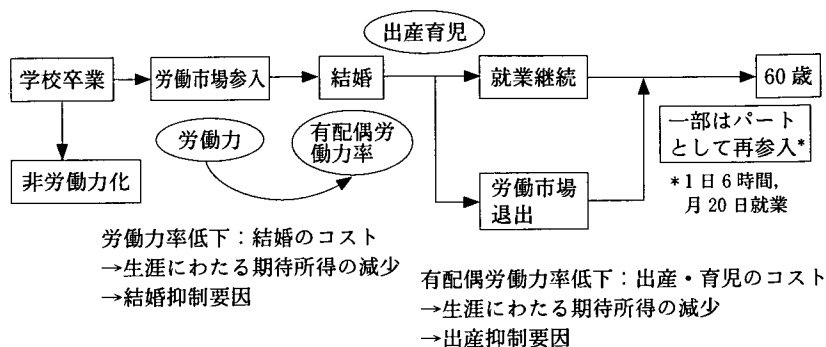 出産育児
学校卒業
労働市場参入
結婚
就業継続
60歳
労働力
有配偶労
働力率
一部はパート
として再参入*
非労働力化
労働市場
退出
*1日6時間,
月20日就業
労働力率低下：結婚のコスト
→生涯にわたる期待所得の減少
→結婚抑制要因
有配偶労働力率低下：出産・育児のコスト
→生涯にわたる期待所得の減少
→出産抑制要因